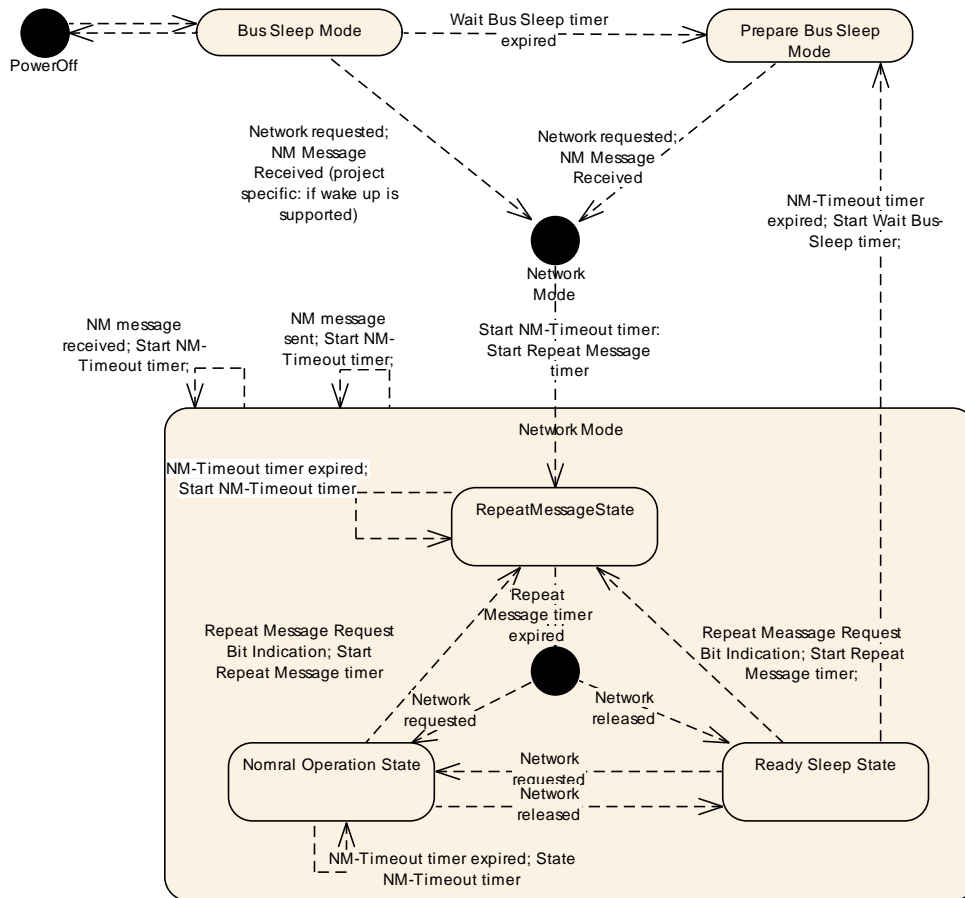 Bus Sleep Mode
Wait Bus Sleep timer
expired
Prepare Bus Sleep
Mode
PowerOff
Network requested;
NM Message
Received (project
specific: if wake up is
supported)
Network requested;
NM Message
Received
NM-Timeout timer
expired; Start Wait Bus-
Sleep timer;
Network
Mode
NM message
received; Start NM-
Timeout timer;
NM message
sent; Start NM-
Timeout timer;
Start NM-Timeout timer:
Start Repeat Message
timer
Network Mode
NM-Timeout timer expired;
Start NM-Timeout timer
RepeatMessageState
Repeat
Message timer
expired
Repeat Message Request
Bit Indication; Start
Repeat Message timer
Repeat Meassage Request
Bit Indication; Start Repeat
Message timer;
Network
requested
Network
released
Nomral Operation State
Network
requested
Network
released
Ready Sleep State
NM-Timeout timer expired; State
NM-Timeout timer